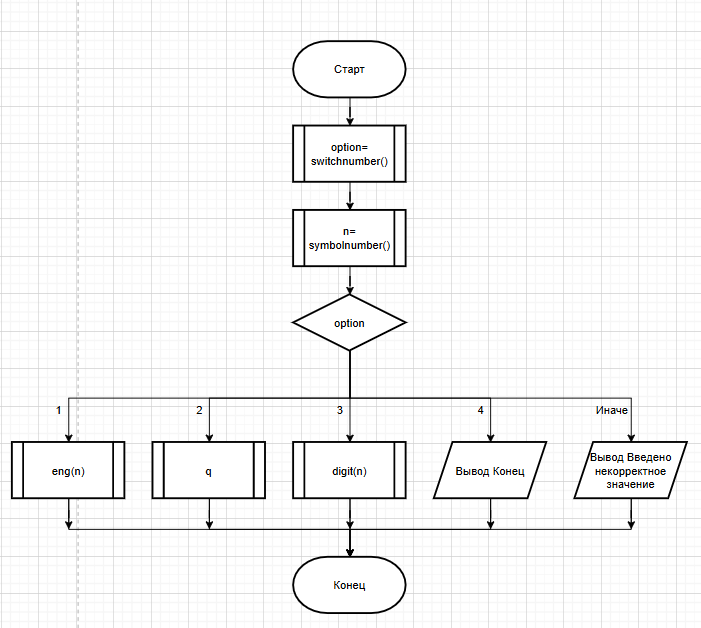 Старт
option=
switchnumber()
n=
symbolnumber()
option
1
2
3
4
Иначе
eng(n)
q
digit(n)
Вывод Конец
Вывод Введено
некорректное
значение
Конец